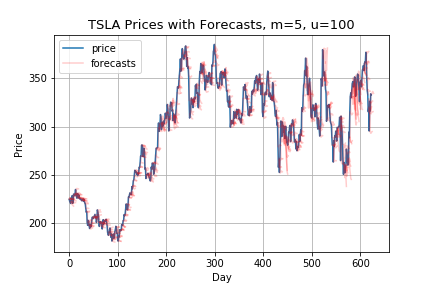 TSLA Prices with Forecasts, m=5, u=100
price
forecasts
350
300
250
200
Price
0 100 200 300 400 500 600
Day